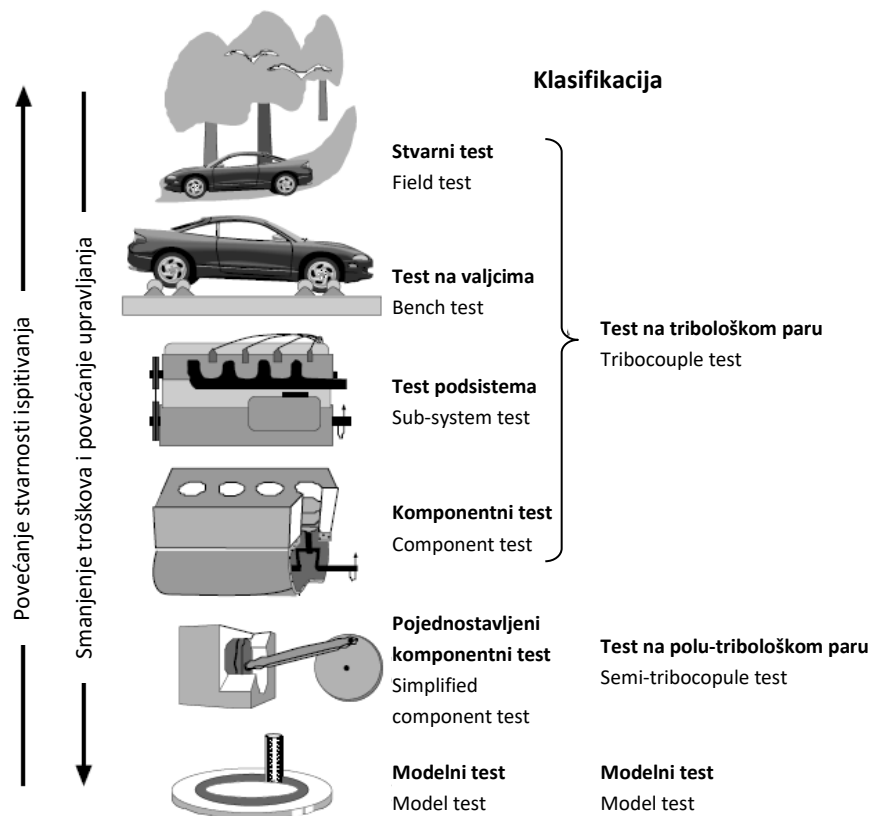 Klasifikacija
Povećanje stvarnosti ispitivanja
Smanjenje troškova i povećanje upravljanja
Stvarni test
Field test
Test na valjcima
Bench test
Test podsistema
Sub-system test
Komponentni test
Component test
Test na tribološkom paru
Tribocouple test
Pojednostavljeni
komponentni test
Simplified
component test
Test na polu-tribološkom paru
Semi-tribocopule test
Modelni test
Model test
Modelni test
Model test